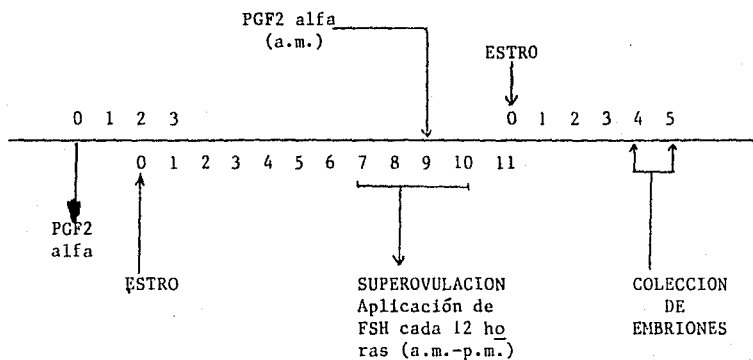 PGF2 alfa
(a.m.)
ESTRO
0 1 2 3
0 1 2 3 4 5
0 1 2 3 4 5 6 7 8 9 10 11
PGF2
alfa
ESTRO
SUPEROVULACION
Aplicación de
FSH cada 12 ho
ras (a.m.-p.m.)
COLECCION
DE
EMBRIONES